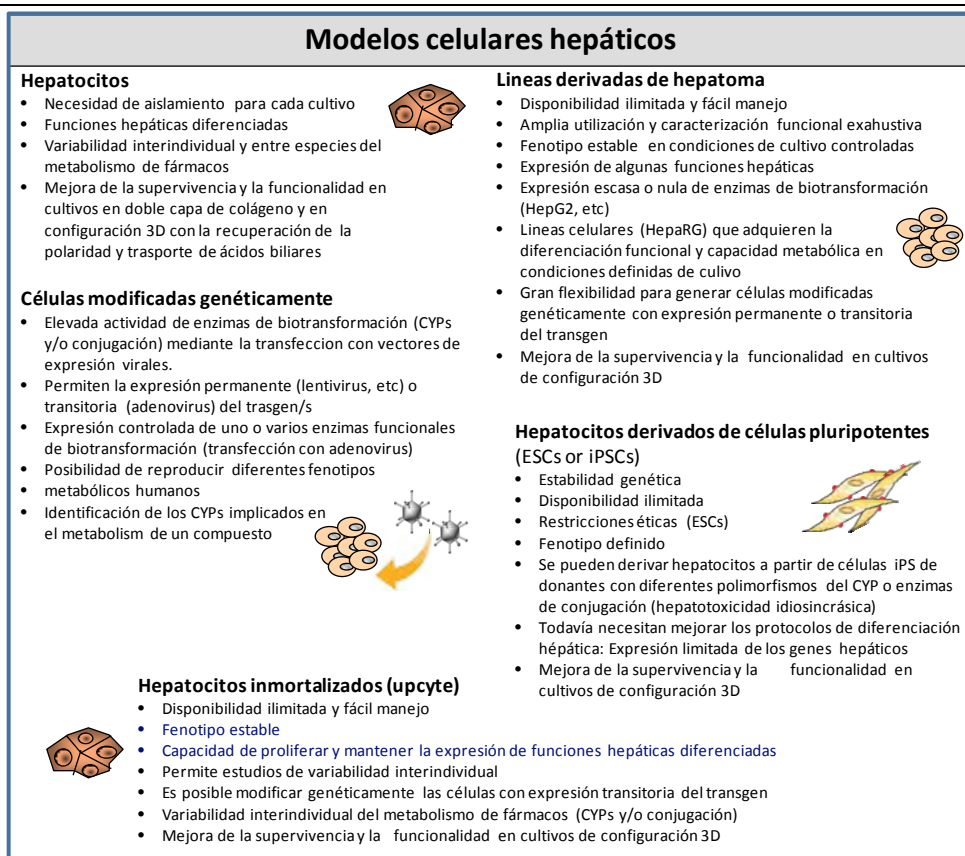 Modelos celulares hepáticos
Hepatocitos
• Necesidad de aislamiento para cada cultivo
• Funciones hepáticas diferenciadas
• Variabilidad interindividual y entre especies del
metabolismo de fármacos
• Mejora de la supervivencia y la funcionalidad en
cultivos en doble capa de colágeno y en
configuración 3D con la recuperación de la
polaridad y trasporte de ácidos biliares
Células modificadas genéticamente
• Elevada actividad de enzimas de biotransformación (CYPs
y/o conjugación) mediante la transfeccion con vectores de
expresión virales.
• Permiten la expresión permanente (lentivirus, etc) o
transitoria (adenovirus) del trasgen/s
• Expresión controlada de uno o varios enzimas funcionales
de biotransformación (transfección con adenovirus)
• Posibilidad de reproducir diferentes fenotipos
• metabólicos humanos
• Identificación de los CYPs implicados en
el metabolism de un compuesto
Lineas derivadas de hepatoma
• Disponibilidad ilimitada y fácil manejo
• Amplia utilización y caracterización funcional exahustiva
• Fenotipo estable en condiciones de cultivo controladas
• Expresión de algunas funciones hepáticas
• Expresión escasa o nula de enzimas de biotransformación
(HepG2, etc)
• Lineas celulares (HepaRG) que adquieren la
diferenciación funcional y capacidad metabólica en
condiciones definidas de culivo
• Gran flexibilidad para generar células modificadas
genéticamente con expresión permanente o transitoria
del transgen
• Mejora de la supervivencia y la funcionalidad en cultivos
de configuración 3D
Hepatocitos derivados de células pluripotentes
(ESCs or iPSCs)
• Estabilidad genética
• Disponibilidad ilimitada
• Restricciones éticas (ESCs)
• Fenotipo definido
• Se pueden derivar hepatocitos a partir de células iPS de
donantes con diferentes polimorfismos del CYP o enzimas
de conjugación (hepatotoxicidad idiosincrásica)
• Todavía necesitan mejorar los protocolos de diferenciación
hépática: Expresión limitada de los genes hepáticos
• Mejora de la supervivencia y la funcionalidad en
cultivos de configuración 3D
Hepatocitos inmortalizados (upcyte)
• Disponibilidad ilimitada y fácil manejo
• Fenotipo estable
• Capacidad de proliferar y mantener la expresión de funciones hepáticas diferenciadas
• Permite estudios de variabilidad interindividual
• Es posible modificar genéticamente las células con expresión transitoria del transgen
• Variabilidad interindividual del metabolismo de fármacos (CYPs y/o conjugación)
• Mejora de la supervivencia y la funcionalidad en cultivos de configuración 3D